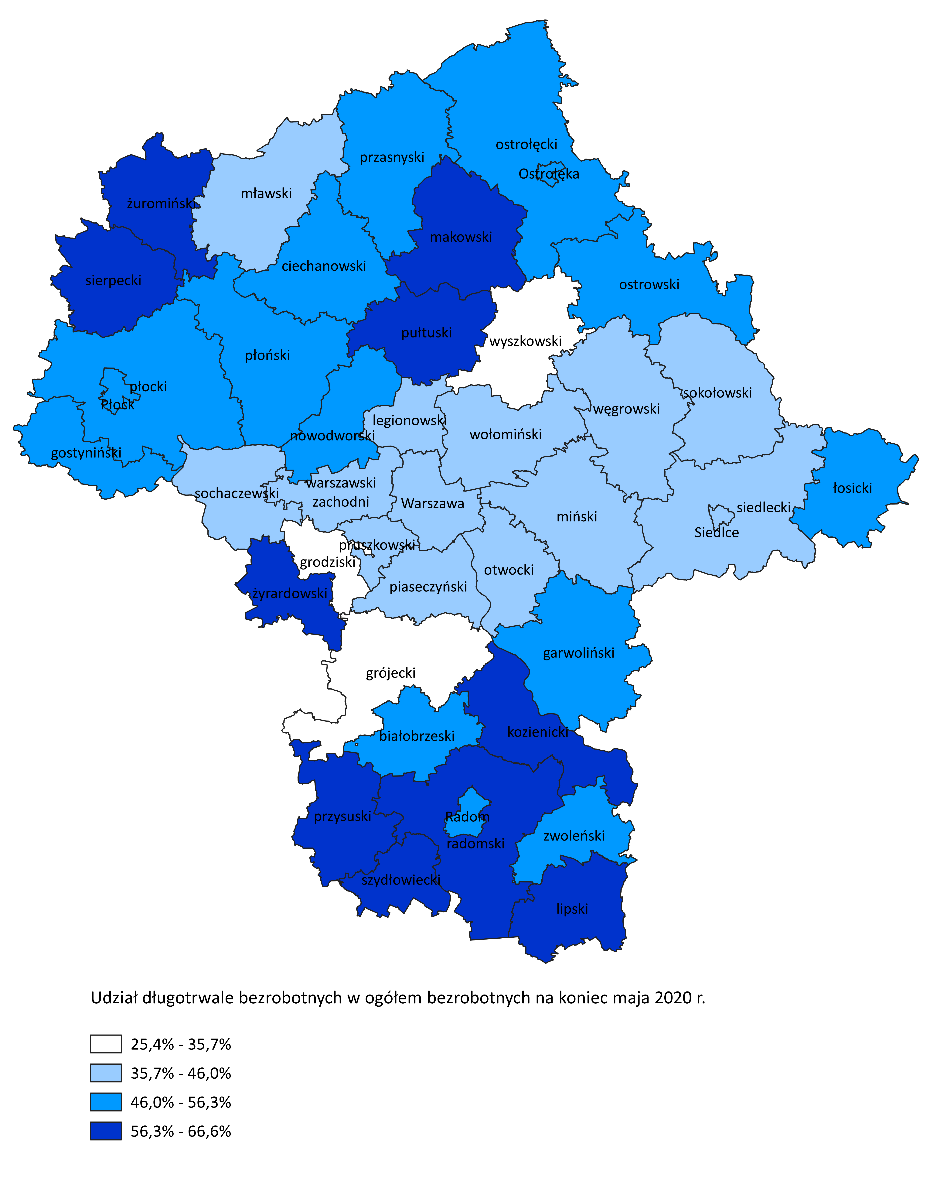 ostrołęcki
Ostrołęka
przasnyski
mławski
żuromiński
makowski
ciechanowski
sierpecki
ostrowski
pułtuski
wyszkowski
płoński
płocki
Płock
sokołowski
węgrowski
legionowski
wołomiński
nowodworski
gostyniński
warszawski
zachodni
sochaczewski
Warszawa
łosicki
siedlecki
Siedlce
miński
pruszkowski
grodziski
otwocki
piaseczyński
żyrardowski
garwoliński
grójecki
białobrzeski
kozienicki
przysuski
Radom
radomski
zwoleński
szydłowiecki
lipski
Udział długotrwale bezrobotnych w ogółem bezrobotnych na koniec maja 2020 r.
25,4% - 35,7%
35,7% - 46,0%
46,0% - 56,3%
56,3% - 66,6%